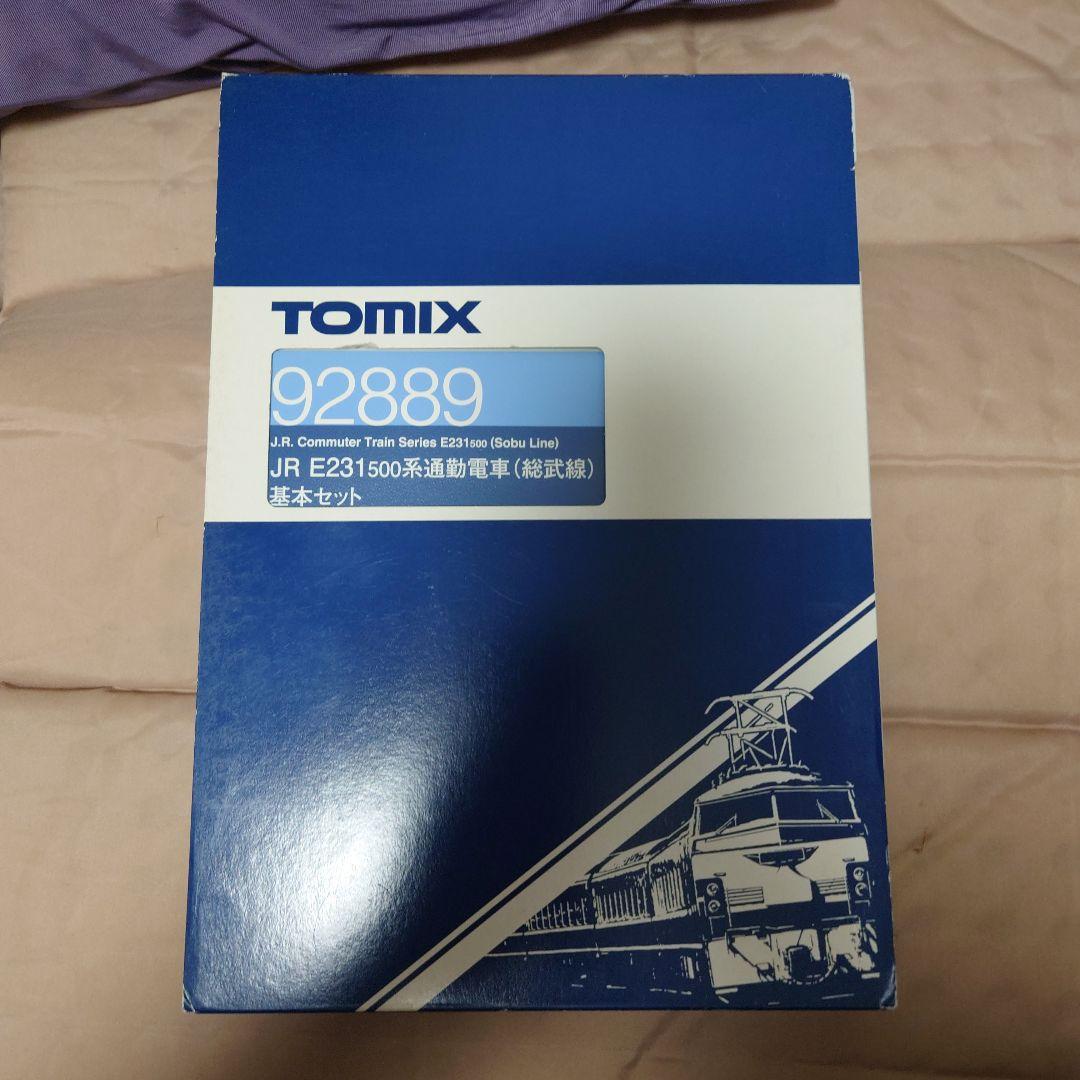 TOMIX
92889
J.R. Commuter Train Series E231500 (Sobu Line)
JR E231500系通勤電車(総武線)
基本セット